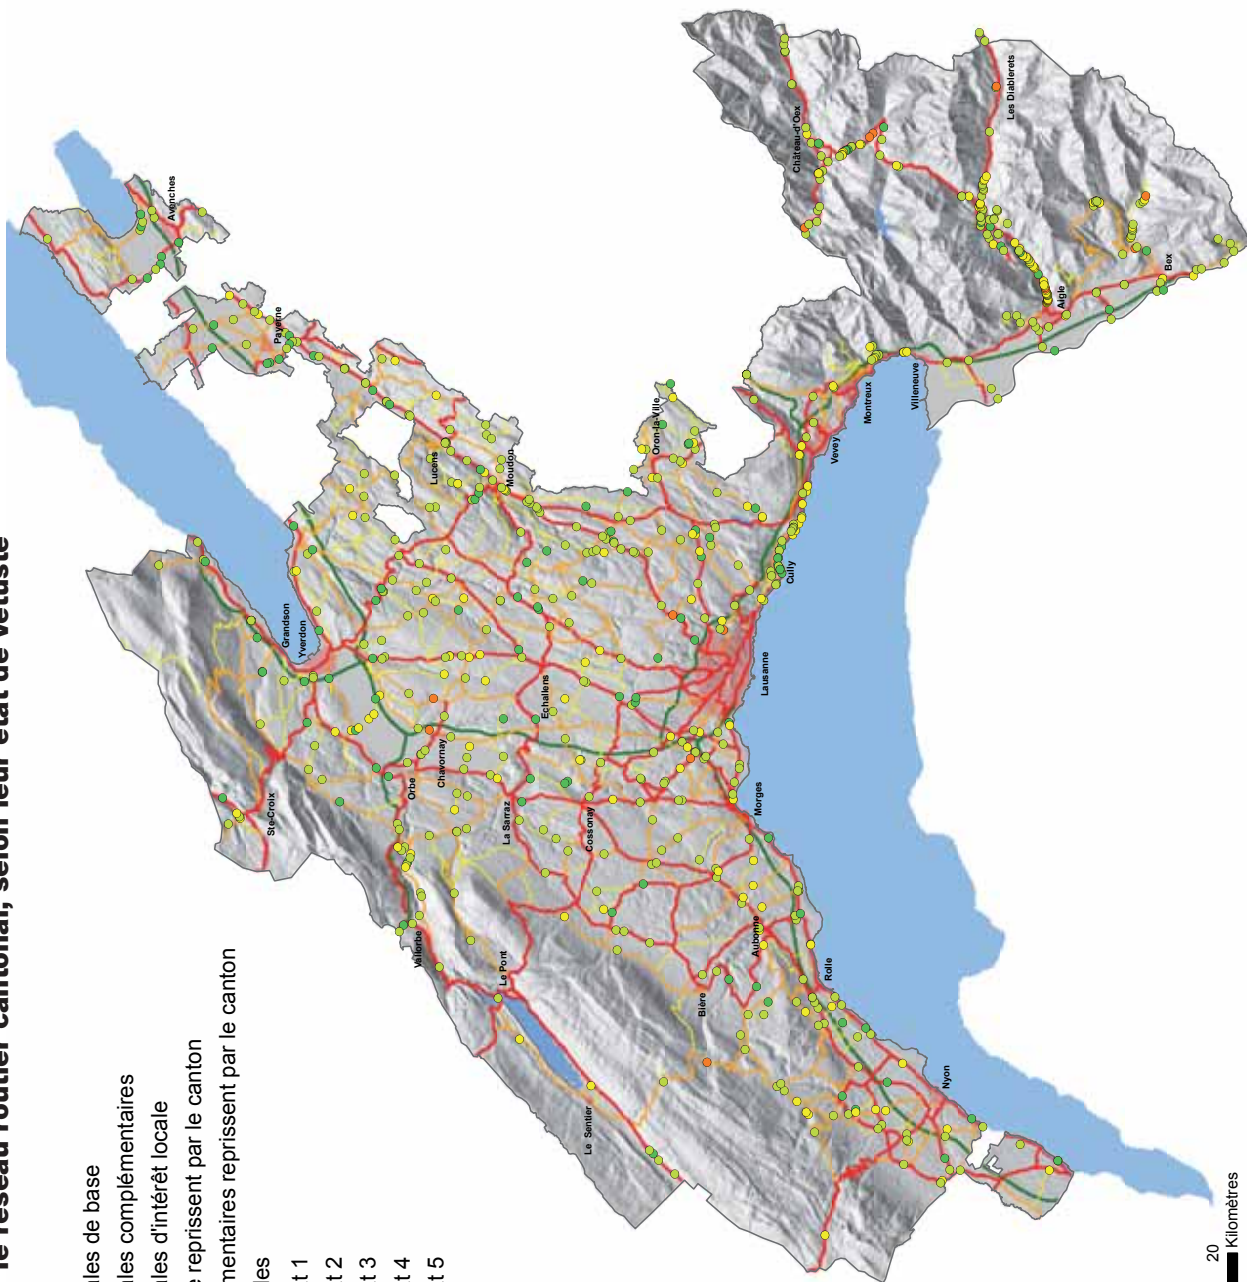 le réseau routier cantonal, selon leur état de vétusté
ales de base
ales complémentaires
ales d'intérêt locale
e reprissent par le canton
mentaires reprissent par le canton
les
t 1
t 2
t 3
t 4
t 5
Avenches
Payerne
Lucens
Moudon
Oron-la-Ville
Château-d'Oex
Les Diablerets
Grandson
Yverdon
Ste-Croix
Orbe
Chavornay
Echallens
La Sarraz
Cossonay
Vallorbe
Le Pont
Le Sentier
Bière
Aubonne
Rolle
Nyon
Morges
Lausanne
Cully
Vevey
Montreux
Villeneuve
Aigle
Bex
20
Kilomètres